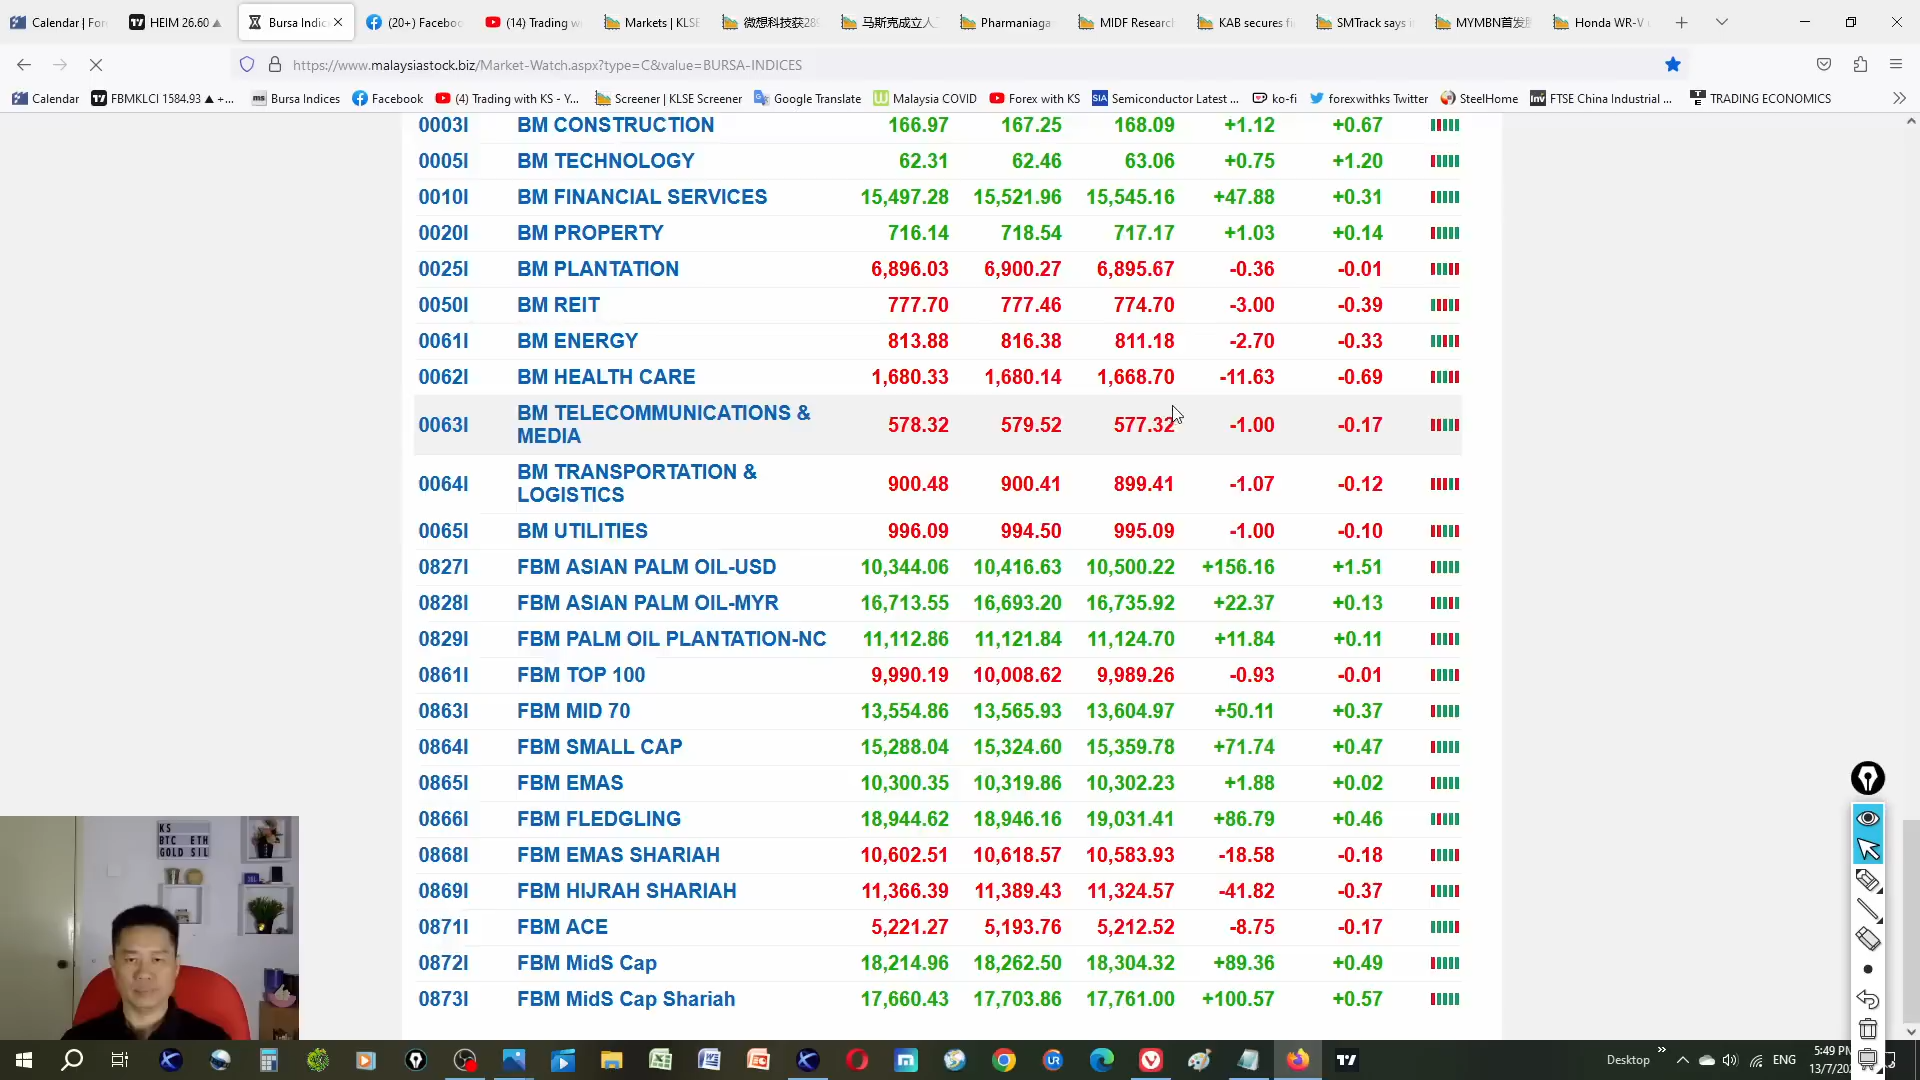 Calendar | For
HEIM 26.60
Bursa Indic
(20+) Facebo
(14) Trading w
Markets | KLSE
微想科技获28
马斯克成立人工
Pharmaniaga
MIDF Research
KAB secures fi
SMTrack says i
MYMBN首发
Honda WR-V
https://www.malaysiastock.biz/Market-Watch.aspx?type=C&value=BURSA-INDICES
Calendar
FBMKLCI 1584.93 ▲ +...
ms Bursa Indices
Facebook
(4) Trading with KS - Y...
Screener | KLSE Screener
Google Translate
Malaysia COVID
Forex with KS
SIA Semiconductor Latest ...
ko-fi
forexwithks Twitter
SteelHome
Inv FTSE China Industrial ...
TRADING ECONOMICS
0003I BM CONSTRUCTION 166.97 167.25 168.09 +1.12 +0.67
0005I BM TECHNOLOGY 62.31 62.46 63.06 +0.75 +1.20
0010I BM FINANCIAL SERVICES 15,497.28 15,521.96 15,545.16 +47.88 +0.31
0020I BM PROPERTY 716.14 718.54 717.17 +1.03 +0.14
0025I BM PLANTATION 6,896.03 6,900.27 6,895.67 -0.36 -0.01
0050I BM REIT 777.70 777.46 774.70 -3.00 -0.39
0061I BM ENERGY 813.88 816.38 811.18 -2.70 -0.33
0062I BM HEALTH CARE 1,680.33 1,680.14 1,668.70 -11.63 -0.69
0063I BM TELECOMMUNICATIONS & MEDIA 578.32 579.52 577.32 -1.00 -0.17
0064I BM TRANSPORTATION & LOGISTICS 900.48 900.41 899.41 -1.07 -0.12
0065I BM UTILITIES 996.09 994.50 995.09 -1.00 -0.10
0827I FBM ASIAN PALM OIL-USD 10,344.06 10,416.63 10,500.22 +156.16 +1.51
0828I FBM ASIAN PALM OIL-MYR 16,713.55 16,693.20 16,735.92 +22.37 +0.13
0829I FBM PALM OIL PLANTATION-NC 11,112.86 11,121.84 11,124.70 +11.84 +0.11
0861I FBM TOP 100 9,990.19 10,008.62 9,989.26 -0.93 -0.01
0863I FBM MID 70 13,554.86 13,565.93 13,604.97 +50.11 +0.37
0864I FBM SMALL CAP 15,288.04 15,324.60 15,359.78 +71.74 +0.47
0865I FBM EMAS 10,300.35 10,319.86 10,302.23 +1.88 +0.02
0866I FBM FLEDGLING 18,944.62 18,946.16 19,031.41 +86.79 +0.46
0868I FBM EMAS SHARIAH 10,602.51 10,618.57 10,583.93 -18.58 -0.18
0869I FBM HIJRAH SHARIAH 11,366.39 11,389.43 11,324.57 -41.82 -0.37
0871I FBM ACE 5,221.27 5,193.76 5,212.52 -8.75 -0.17
0872I FBM MidS Cap 18,214.96 18,262.50 18,304.32 +89.36 +0.49
0873I FBM MidS Cap Shariah 17,660.43 17,703.86 17,761.00 +100.57 +0.57
KS
BTC ETH
GOLD SIL
Desktop
ENG
5:49 PM
13/7/20